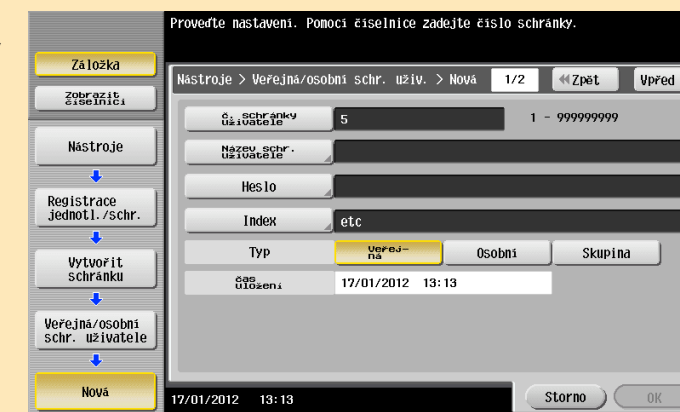 Proveďte nastavení. Pomocí číselnice zadejte číslo schránky.
Záložka
Zobrazit
číselnici
Nástroje > Veřejná/osobní schr. uživ. > Nová
1/2
Zpět
Vpřed
č. schránky
uživatele
5
1 - 999999999
Název schr.
uživatele
Heslo
Index
etc
Typ
Veřej-
ná
Osobní
Skupina
čas
uložení
17/01/2012 13:13
Nástroje
Registrace
jednotl./schr.
Vytvořit
schránku
Veřejná/osobní
schr. uživatele
Nová
17/01/2012 13:13
Storno
OK